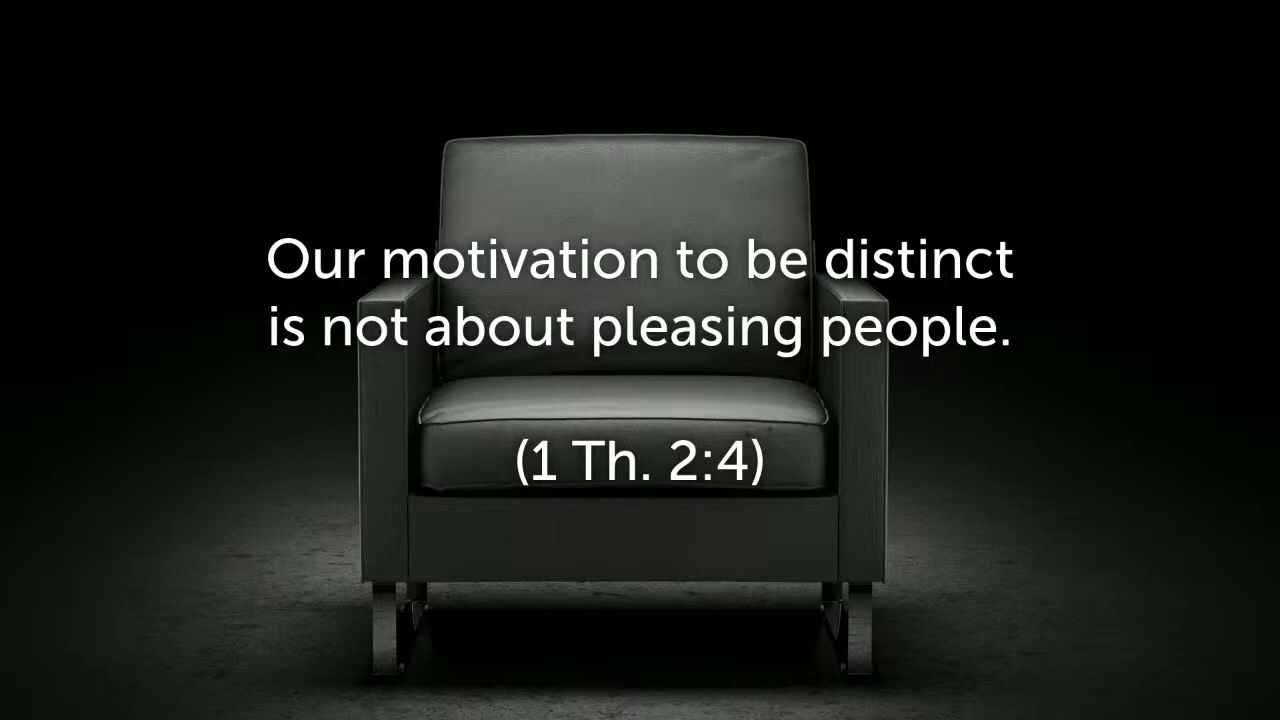 Our motivation to be distinct
is not about pleasing people.
(1 Th. 2:4)